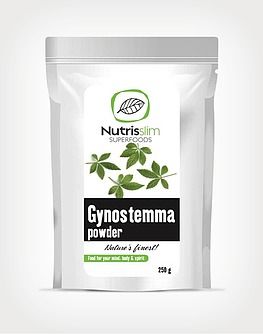 Nutrisslim
SUPERFOODS
Gynostemma
powder
Nature's finest!
Food for your mind, body & spirit
250 g